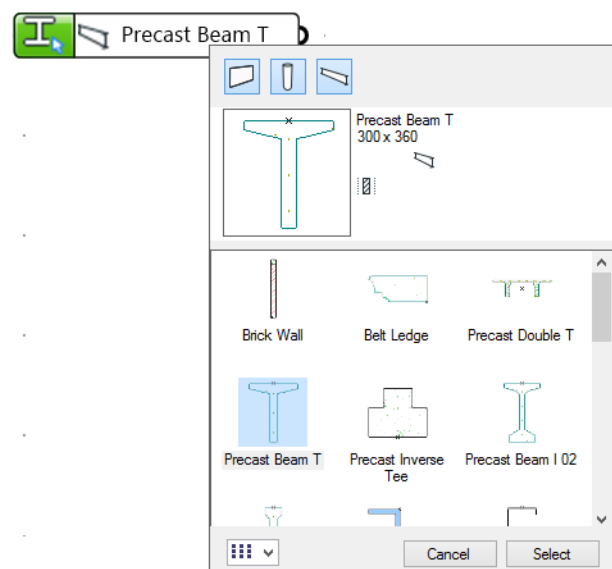 Precast Beam T
Precast Beam T
300 x 360
Brick Wall
Belt Ledge
Precast Double T
Precast Beam T
Precast Inverse
Tee
Precast Beam I 02
Cancel
Select